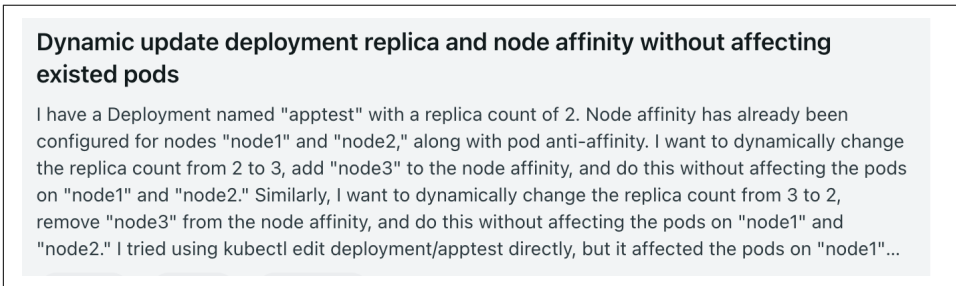 Dynamic update deployment replica and node affinity without affecting
existed pods
I have a Deployment named "apptest" with a replica count of 2. Node affinity has already been
configured for nodes "node1" and "node2," along with pod anti-affinity. I want to dynamically change
the replica count from 2 to 3, add "node3" to the node affinity, and do this without affecting the pods
on "node1" and "node2." Similarly, I want to dynamically change the replica count from 3 to 2,
remove "node3" from the node affinity, and do this without affecting the pods on "node1" and
"node2." I tried using kubectl edit deployment/apptest directly, but it affected the pods on "node1"...